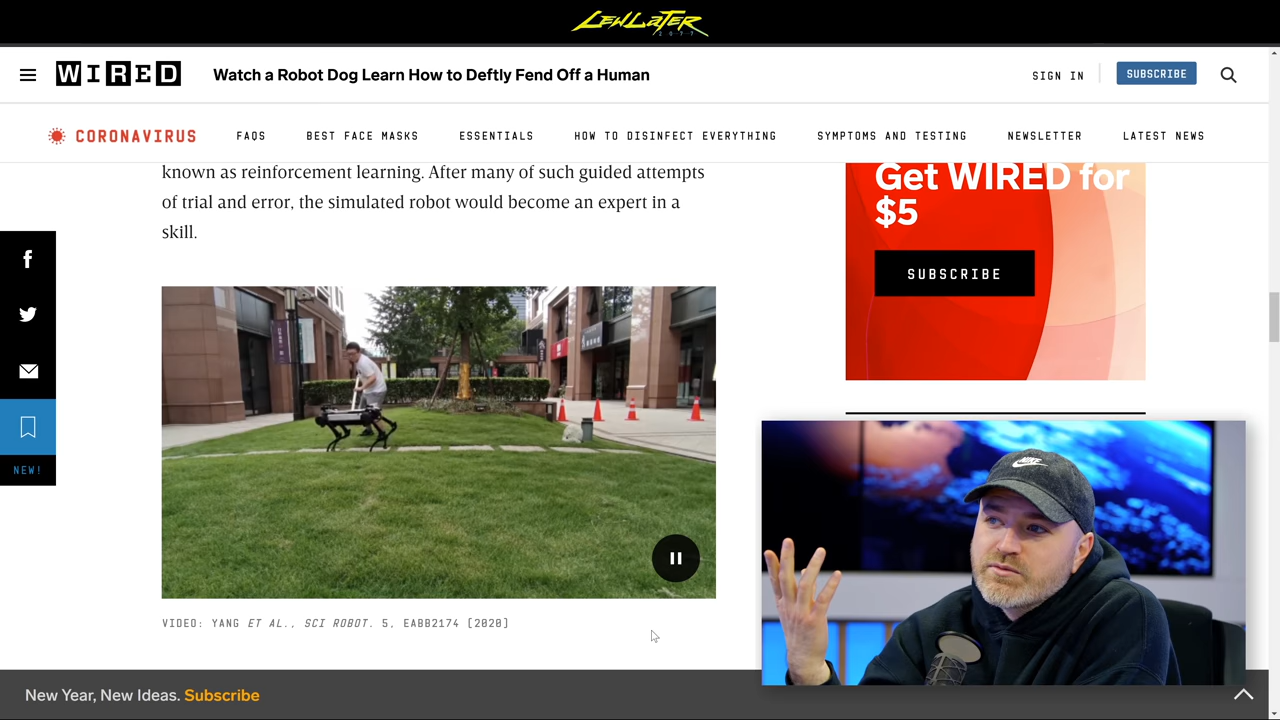 LEWLATER
2077
WIRED
Watch a Robot Dog Learn How to Deftly Fend Off a Human
SIGN IN
SUBSCRIBE
CORONAVIRUS
FAQS
BEST FACE MASKS
ESSENTIALS
HOW TO DISINFECT EVERYTHING
SYMPTOMS AND TESTING
NEWSLETTER
LATEST NEWS
known as reinforcement learning. After many of such guided attempts
of trial and error, the simulated robot would become an expert in a
skill.
Get WIRED for
$5
SUBSCRIBE
NEW!
VIDEO: YANG ET AL., SCI ROBOT. 5, EABB2174 [2020]
New Year, New Ideas. Subscribe